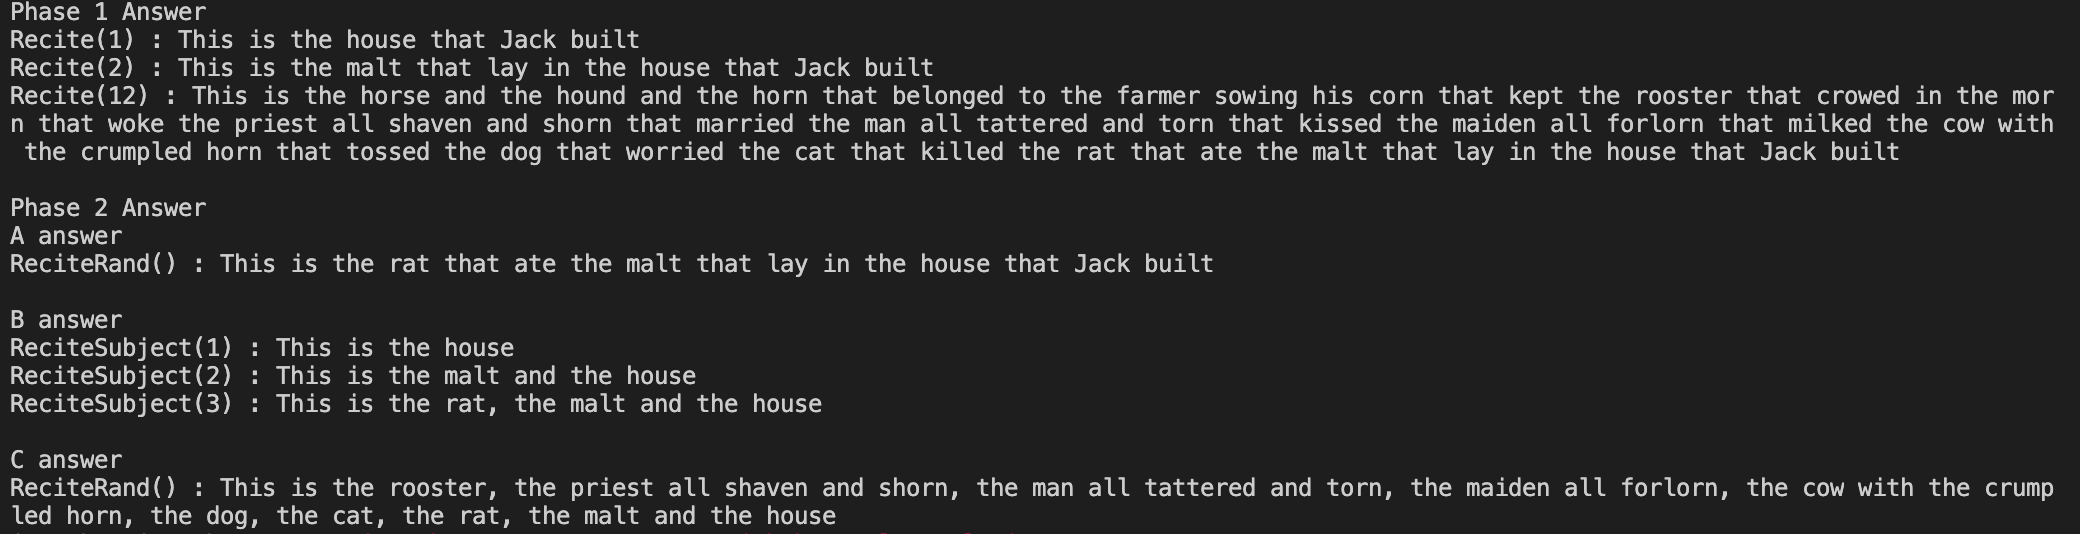 Phase 1 Answer
Recite(1) : This is the house that Jack built
Recite(2) : This is the malt that lay in the house that Jack built
Recite(12) : This is the horse and the hound and the horn that belonged to the farmer sowing his corn that kept the rooster that crowed in the mor
n that woke the priest all shaven and shorn that married the man all tattered and torn that kissed the maiden all forlorn that milked the cow with
 the crumpled horn that tossed the dog that worried the cat that killed the rat that ate the malt that lay in the house that Jack built

Phase 2 Answer
A answer
ReciteRand() : This is the rat that ate the malt that lay in the house that Jack built

B answer
ReciteSubject(1) : This is the house
ReciteSubject(2) : This is the malt and the house
ReciteSubject(3) : This is the rat, the malt and the house

C answer
ReciteRand() : This is the rooster, the priest all shaven and shorn, the man all tattered and torn, the maiden all forlorn, the cow with the crump
led horn, the dog, the cat, the rat, the malt and the house